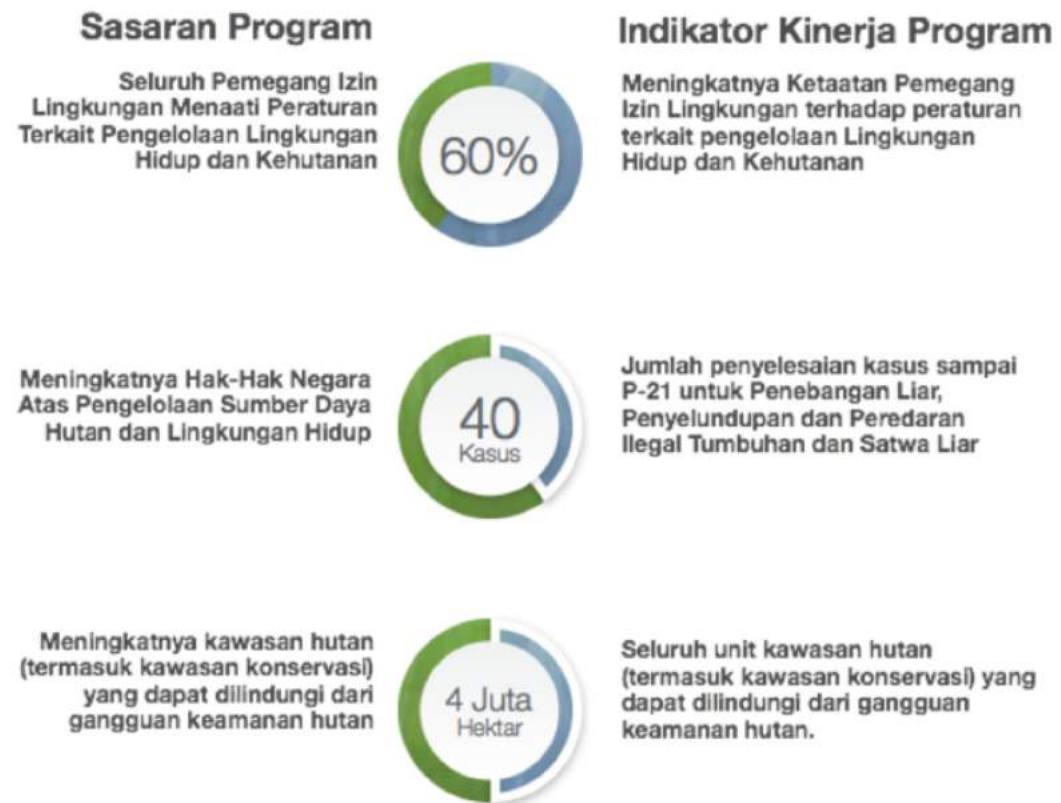 Sasaran Program
Indikator Kinerja Program
Seluruh Pemegang Izin
Lingkungan Menaati Peraturan
Terkait Pengelolaan Lingkungan
Hidup dan Kehutanan
60%
Meningkatnya Ketaatan Pemegang
Izin Lingkungan terhadap peraturan
terkait pengelolaan Lingkungan
Hidup dan Kehutanan
Meningkatnya Hak-Hak Negara
Atas Pengelolaan Sumber Daya
Hutan dan Lingkungan Hidup
40
Kasus
Jumlah penyelesaian kasus sampai
P-21 untuk Penebangan Liar,
Penyelundupan dan Peredaran
Ilegal Tumbuhan dan Satwa Liar
Meningkatnya kawasan hutan
(termasuk kawasan konservasi)
yang dapat dilindungi dari
gangguan keamanan hutan
4 Juta
Hektar
Seluruh unit kawasan hutan
(termasuk kawasan konservasi) yang
dapat dilindungi dari gangguan
keamanan hutan.